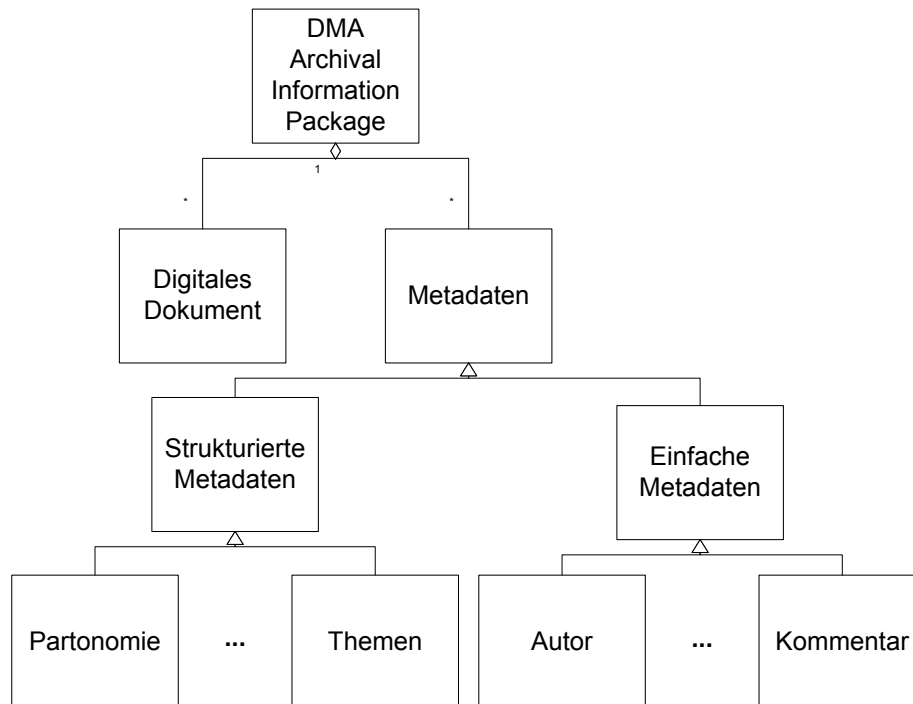 DMA
Archival
Information
Package
1
*
*
Digitales
Dokument
Metadaten
Strukturierte
Metadaten
Einfache
Metadaten
Partonomie
...
Themen
Autor
...
Kommentar